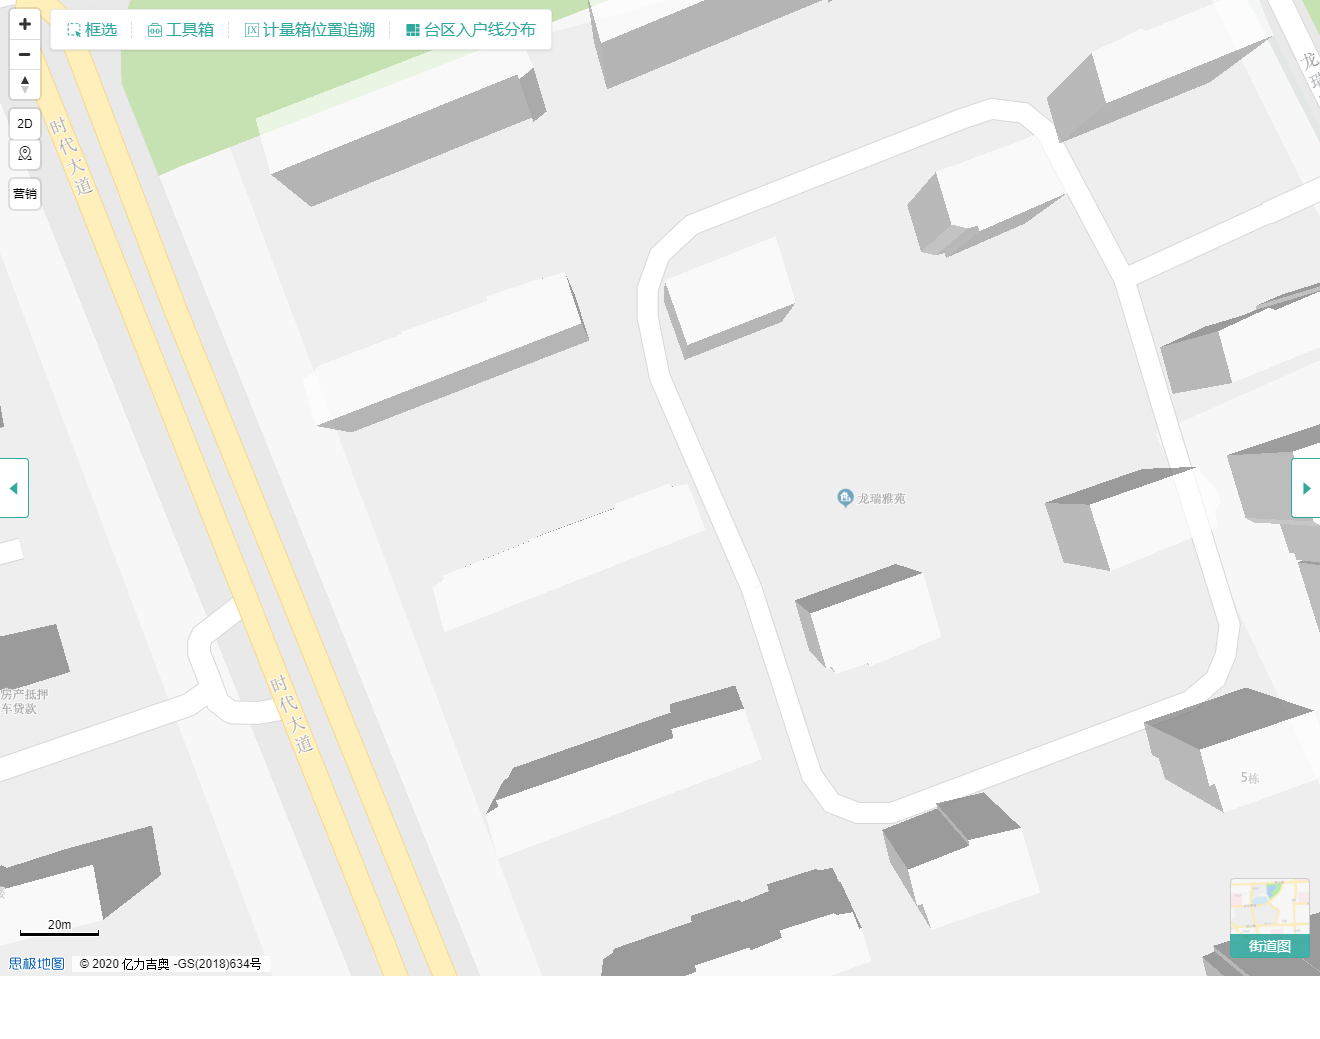 框选
工具箱
计量箱位置追溯
台区入户线分布
2D
营销
时代大道
龙瑞
龙瑞雅苑
房产抵押
车贷款
时代大道
5栋
20m
街道图
思极地图
© 2020 亿力吉奥 -GS(2018)634号